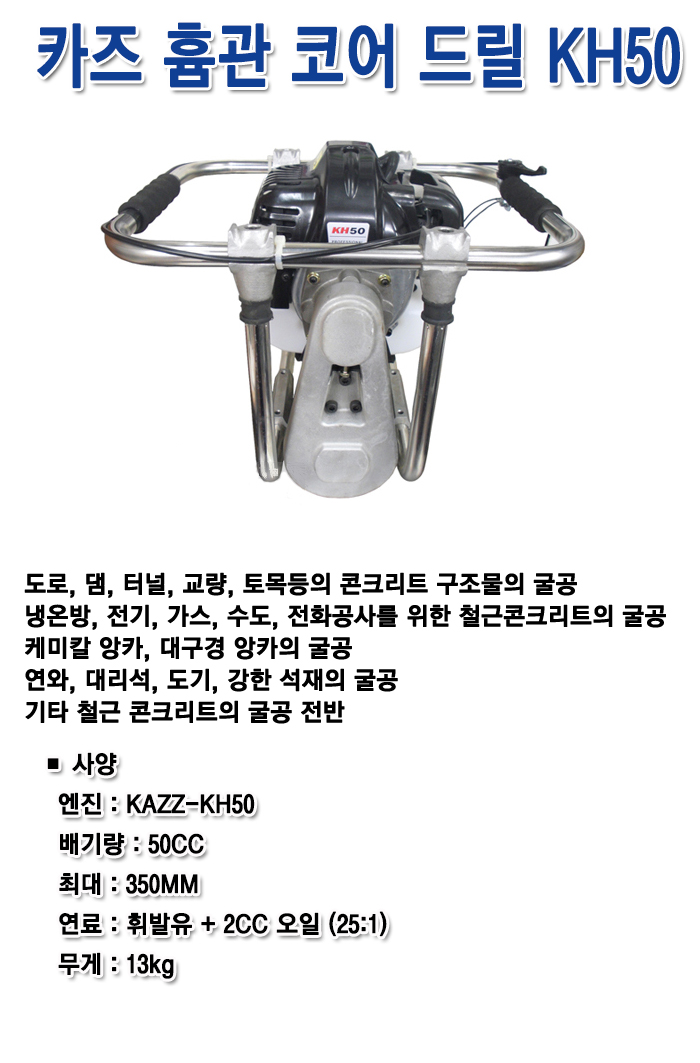 카즈 흄관 코어 드릴 KH50
KH50
도로, 댐, 터널, 교량, 토목등의 콘크리트 구조물의 굴공
냉온방, 전기, 가스, 수도, 전화공사를 위한 철근콘크리트의 굴공
케미칼 앙카, 대구경 앙카의 굴공
연와, 대리석, 도기, 강한 석재의 굴공
기타 철근 콘크리트의 굴공 전반
■ 사양
엔진 : KAZZ-KH50
배기량 : 50CC
최대 : 350MM
연료 : 휘발유 + 2CC 오일 (25:1)
무게 : 13kg